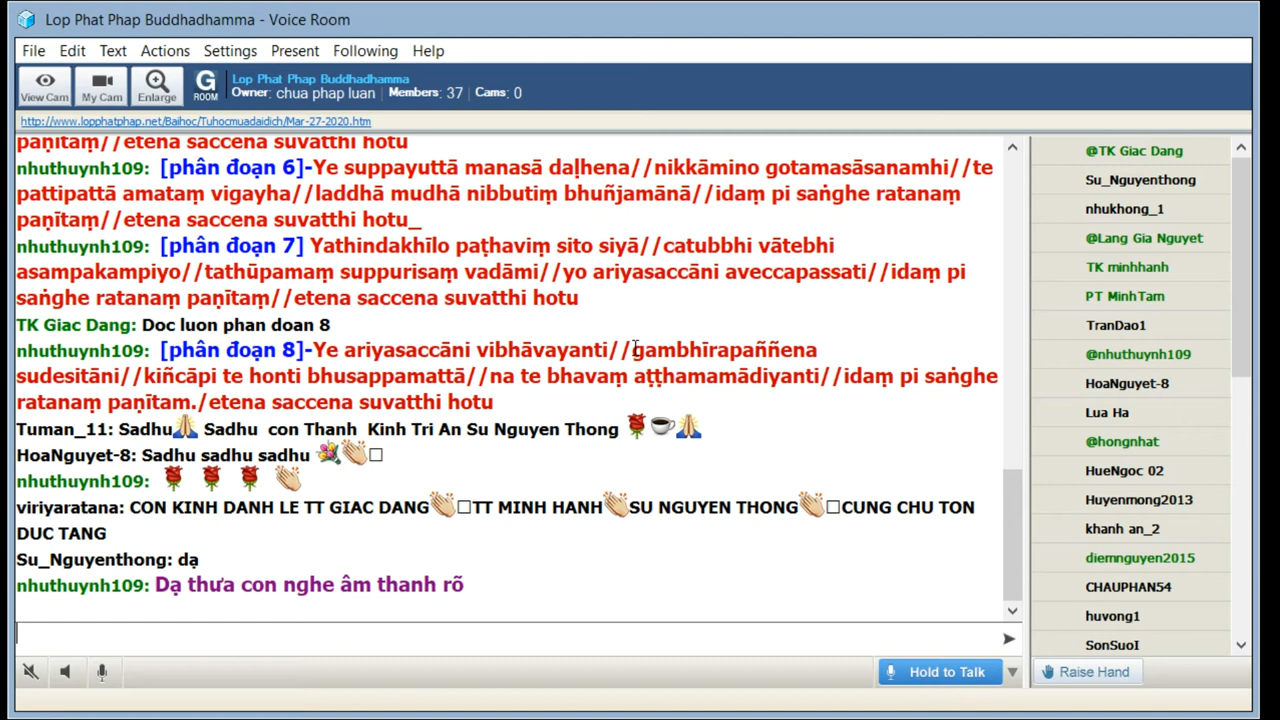 Lop Phat Phap Buddhadhamma - Voice Room
File Edit Text Actions Settings Present Following Help
View Cam My Cam Enlarge G ROOM
Lop Phat Phap Buddhadhamma
Owner: chua phap luan Members: 37 Cams: 0
http://www.lopphatphap.net/Baihoc/Tuhocmuadaidich/Mar-27-2020.htm
paṇītaṃ//etena saccena suvatthi hotu
nhuthuynh109: [phân đoạn 6]-Ye suppayuttā manasā daḷhena//nikkāmino gotamasāsanamhi//te
pattipattā amataṃ vigayha//laddhā mudhā nibbutiṃ bhuñjamānā//idaṃ pi saṅghe ratanaṃ
paṇītaṃ//etena saccena suvatthi hotu_
nhuthuynh109: [phân đoạn 7] Yathindakhīlo paṭhaviṃ sito siyā//catubbhi vātebhi
asampakampiyo//tathūpamaṃ suppurisaṃ vadāmi//yo ariyasaccāni aveccapassati//idaṃ pi
saṅghe ratanaṃ paṇītaṃ//etena saccena suvatthi hotu
TK Giac Dang: Doc luon phan doan 8
nhuthuynh109: [phân đoạn 8]-Ye ariyasaccāni vibhāvayanti//gambhīrapaññena
sudesitāni//kiñcāpi te honti bhusappamattā//na te bhavaṃ aṭṭhamamādiyanti//idaṃ pi saṅghe
ratanaṃ paṇītam./etena saccena suvatthi hotu
Tuman_11: Sadhu🙏 Sadhu con Thanh Kinh Tri An Su Nguyen Thong 🌹☕🙏
HoaNguyet-8: Sadhu sadhu sadhu 💐👏□
nhuthuynh109: 🌹 🌹 🌹 👏
viriyaratana: CON KINH DANH LE TT GIAC DANG👏□TT MINH HANH👏SU NGUYEN THONG👏□CUNG CHU TON
DUC TANG
Su_Nguyenthong: dạ
nhuthuynh109: Dạ thưa con nghe âm thanh rõ
Hold to Talk
@TK Giac Dang
Su_Nguyenthong
nhukhong_1
@Lang Gia Nguyet
TK minhhanh
PT MinhTam
TranDao1
@nhuthuynh109
HoaNguyet-8
Lua Ha
@hongnhat
HueNgoc 02
Huyenmong2013
khanh an_2
diemnguyen2015
CHAUPHAN54
huvong1
SonSuoI
Raise Hand